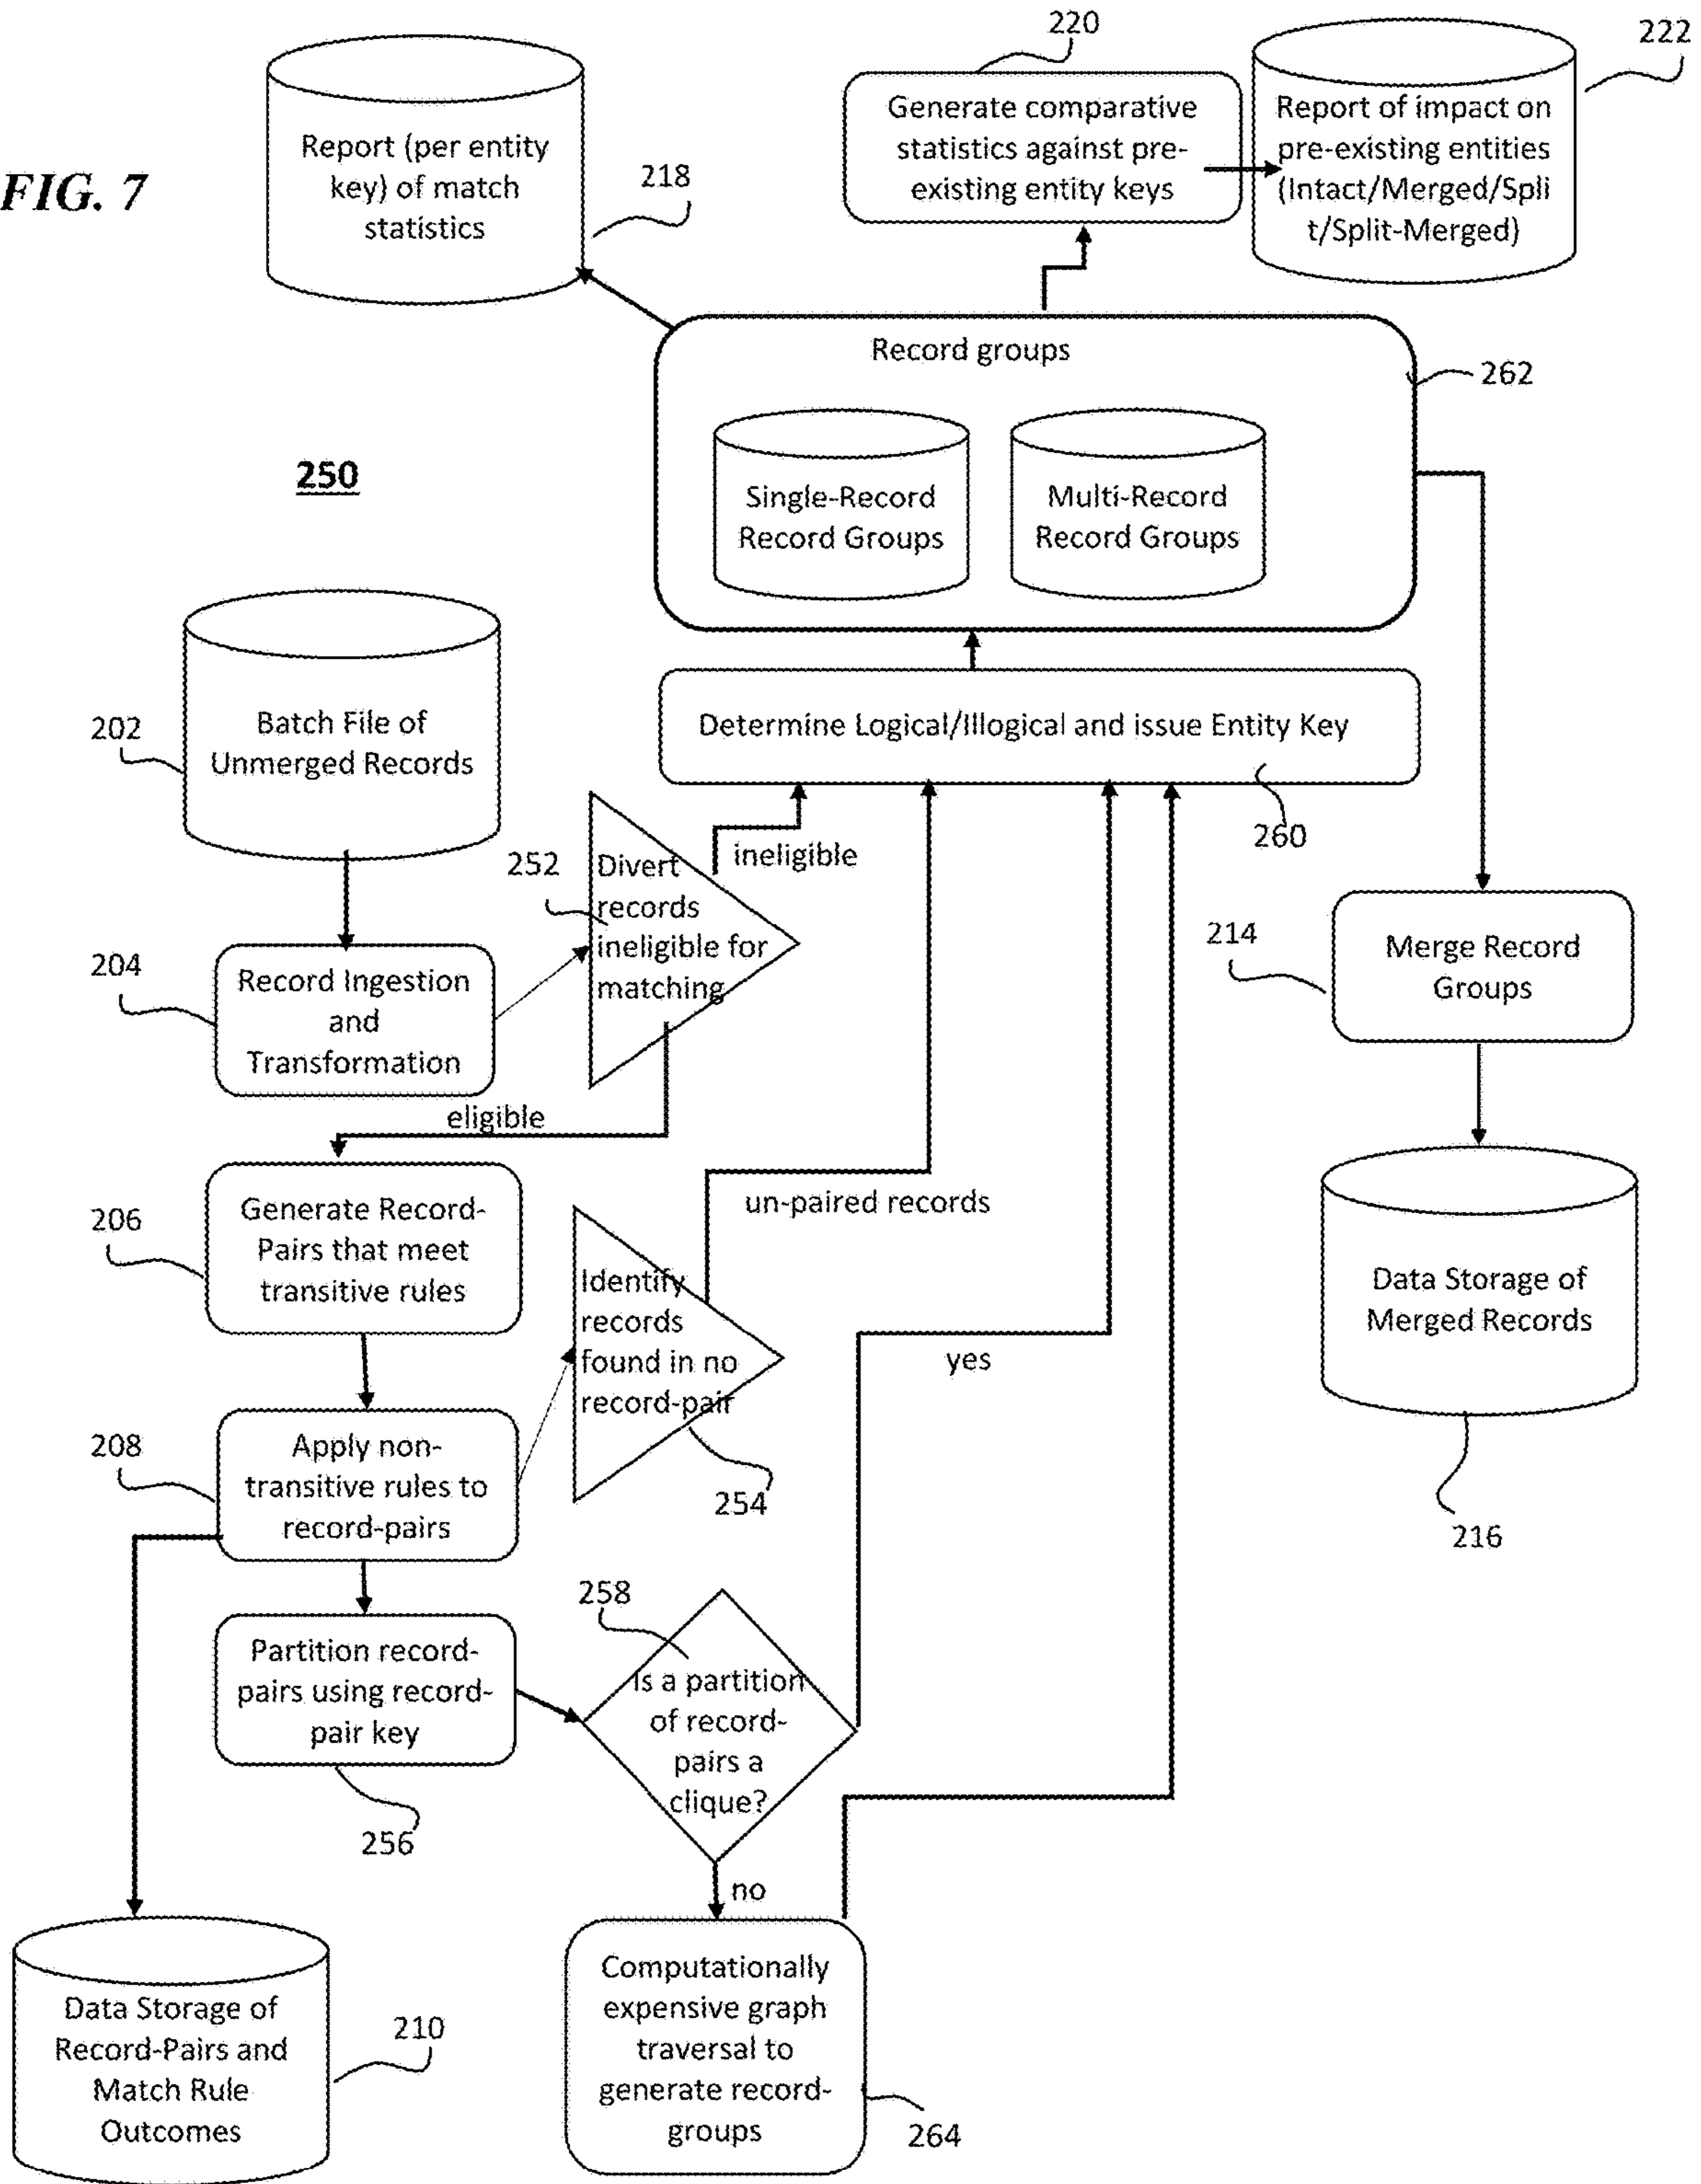 FIG. 7
Report (per entity
key) of match
statistics
218
220
Generate comparative
statistics against pre-
existing entity keys
222
Report of impact on
pre-existing entities
(Intact/Merged/Spli
t/Split-Merged)
Record groups
262
Single-Record
Record Groups
Multi-Record
Record Groups
250
202
Batch File of
Unmerged Records
Determine Logical/Illogical and issue Entity Key
260
252
Divert
records
ineligible for
matching
ineligible
204
Record Ingestion
and
Transformation
214
Merge Record
Groups
eligible
206
Generate Record-
Pairs that meet
transitive rules
un-paired records
Identify
records
found in no
record-pair
254
yes
Data Storage of
Merged Records
216
208
Apply non-
transitive rules to
record-pairs
258
Partition record-
pairs using record-
pair key
256
Is a partition
of record-
pairs a
clique?
no
Data Storage of
Record-Pairs and
Match Rule
Outcomes
210
Computationally
expensive graph
traversal to
generate record-
groups
264